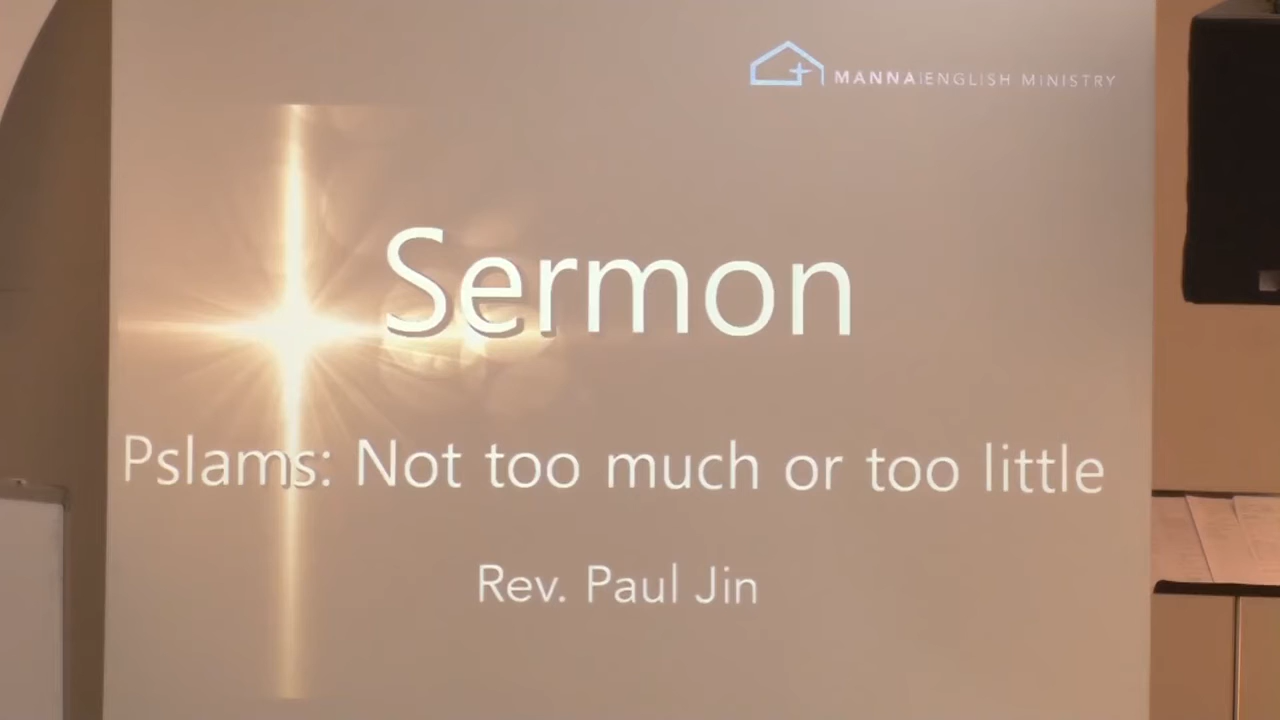 MANNA|ENGLISH MINISTRY
Sermon
Pslams: Not too much or too little
Rev. Paul Jin